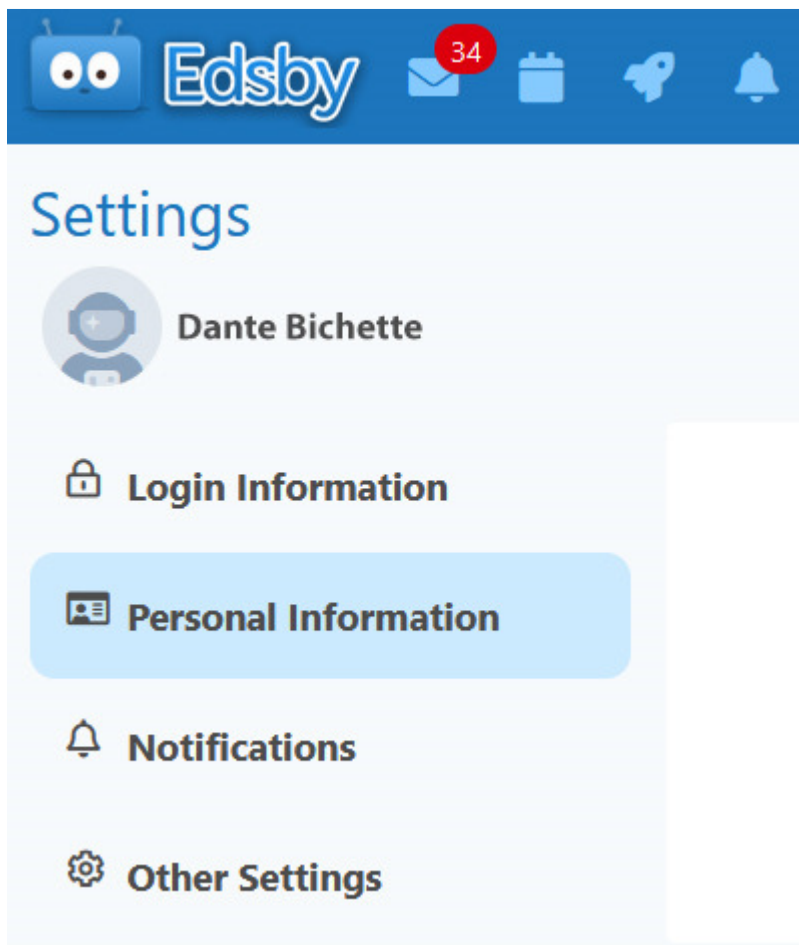 Edsby 34
Settings
Dante Bichette
Login Information
Personal Information
Notifications
Other Settings